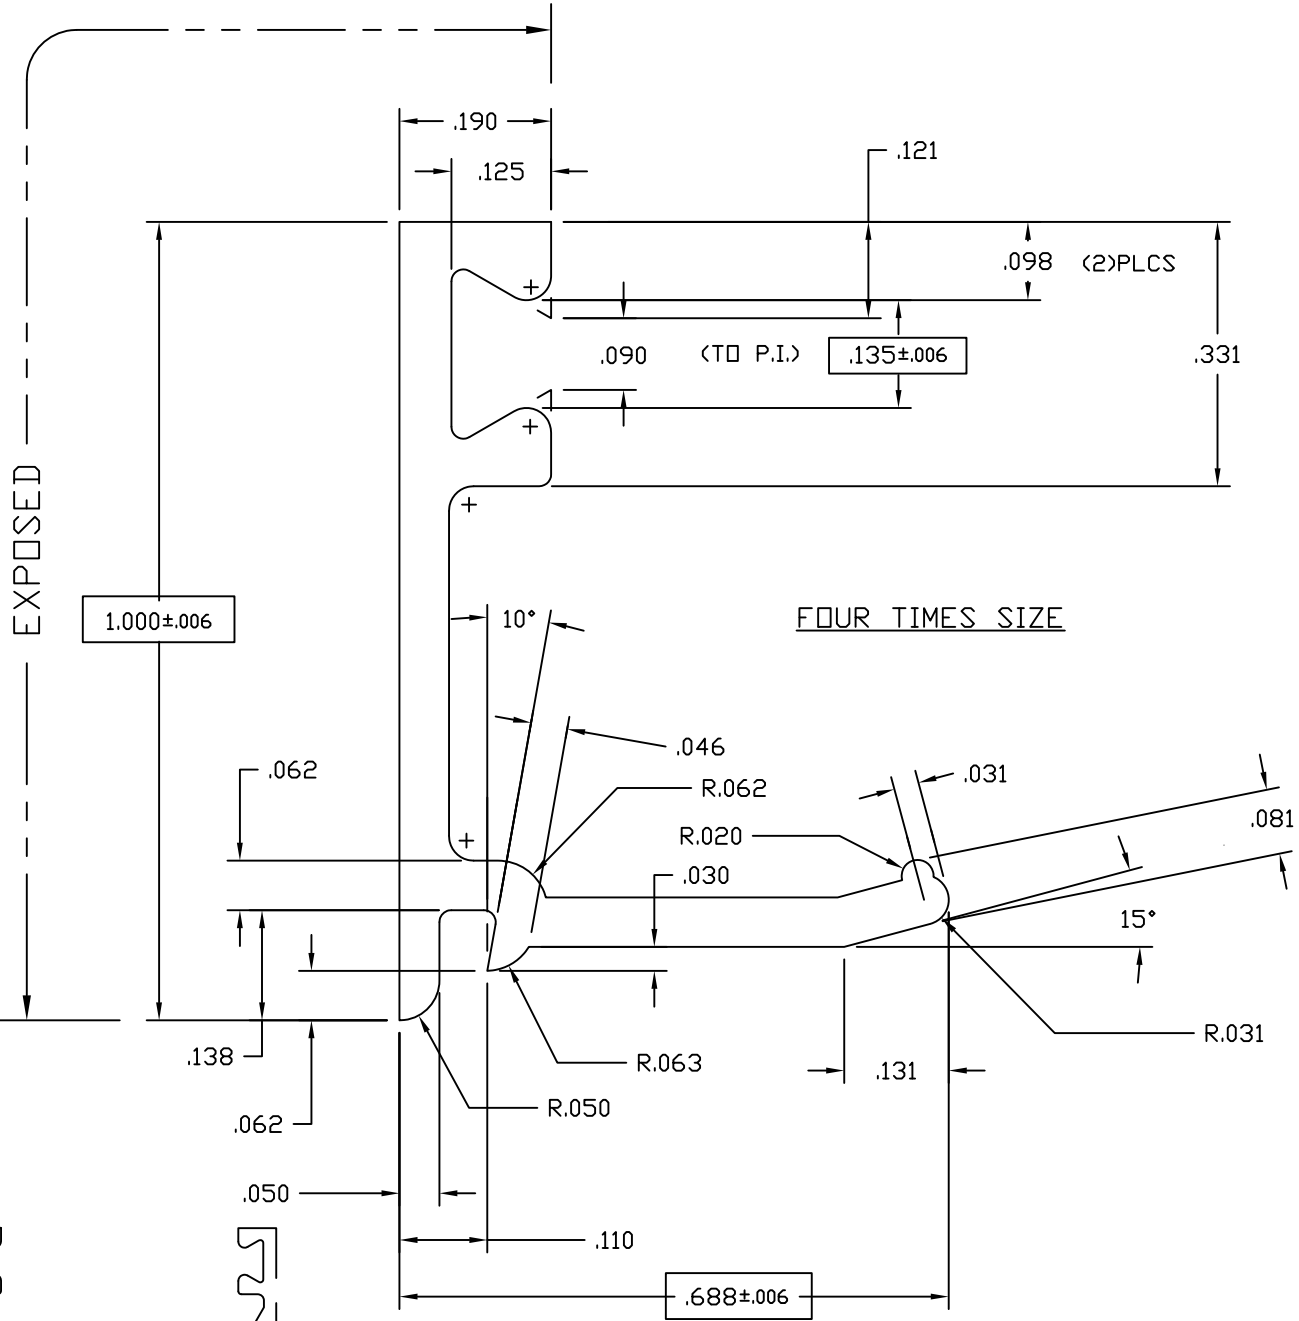 .190
.125
.121
.098 (2)PLCS
.090 (TO P.I.) .135±.006
.331
EXPOSED
1.000±.006
10°
FOUR TIMES SIZE
.046
.062
R.062
.031
R.020
.081
.030
15°
.138
R.063
R.031
.131
R.050
.062
.050
.110
.688±.006